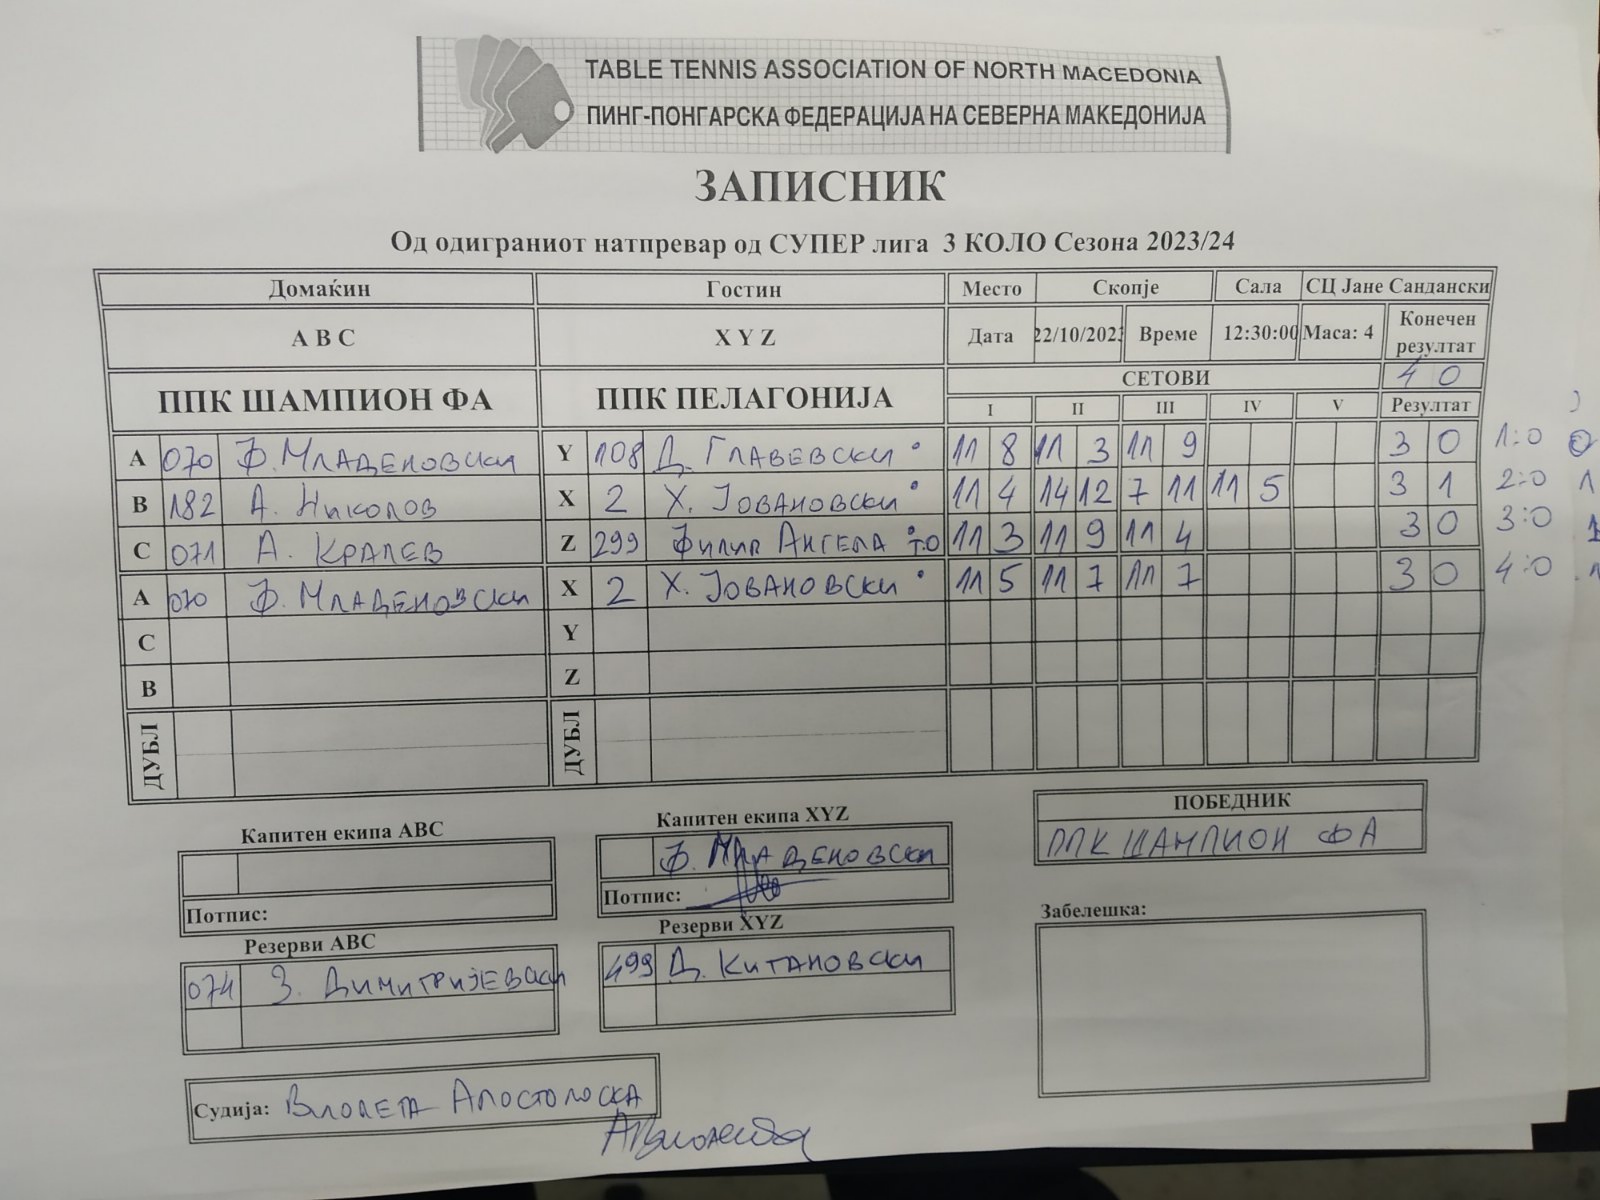 TABLE TENNIS ASSOCIATION OF NORTH MACEDONIA
ПИНГ-ПОНГАРСКА ФЕДЕРАЦИЈА НА СЕВЕРНА МАКЕДОНИЈА
ЗАПИСНИК
Од одиграниот натпревар од СУПЕР лига 3 КОЛО Сезона 2023/24
Домаќин Гостин Место Скопје Сала СЦ Јане Сандански
A B C X Y Z Дата 22/10/2023 Време 12:30:00 Маса: 4 Конечен резултат
ППК ШАМПИОН ФА ППК ПЕЛАГОНИЈА СЕТОВИ 4 0
I II III IV V Резултат
A 070 Ф. Младеновски Y 108 Д. Главевски 11 8 11 3 11 9 3 0 1:0 0
B 182 А. Николов X 2 Х. Јовановски 11 4 14 12 7 11 11 5 3 1 2:0 1
C 071 А. Кралев Z 299 Филип Ангела Т.О 11 3 11 9 11 4 3 0 3:0 1
A 070 Ф. Младеновски X 2 Х. Јовановски 11 5 11 7 11 7 3 0 4:0
C Y
B Z
ДУБЛ ДУБЛ
Капитен екипа ABC Капитен екипа XYZ ПОБЕДНИК
Ф. Младеновски ППК ШАМПИОН ФА
Потпис: Потпис:
Резерви ABC Резерви XYZ Забелешка:
074 З. Димитријевски 499 Д. Китановски
Судија: Виолета Апостолоска